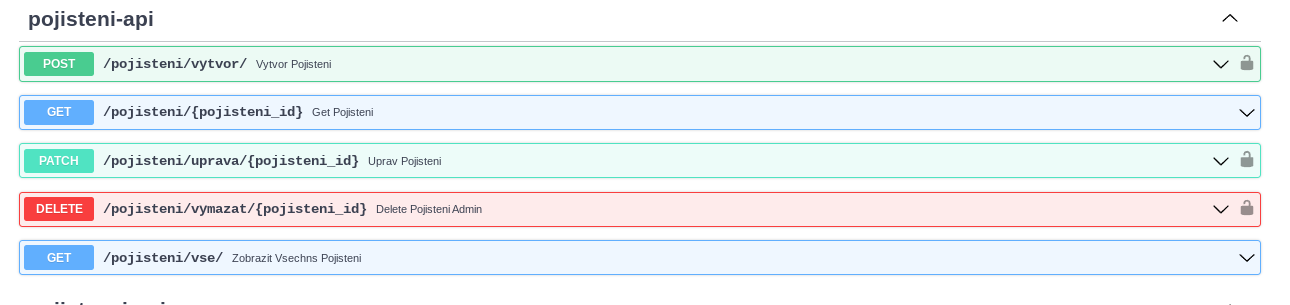 pojisteni-api
POST /pojisteni/vytvor/ Vytvor Pojisteni
GET /pojisteni/{pojisteni_id} Get Pojisteni
PATCH /pojisteni/uprava/{pojisteni_id} Uprav Pojisteni
DELETE /pojisteni/vymazat/{pojisteni_id} Delete Pojisteni Admin
GET /pojisteni/vse/ Zobrazit Vsechns Pojisteni